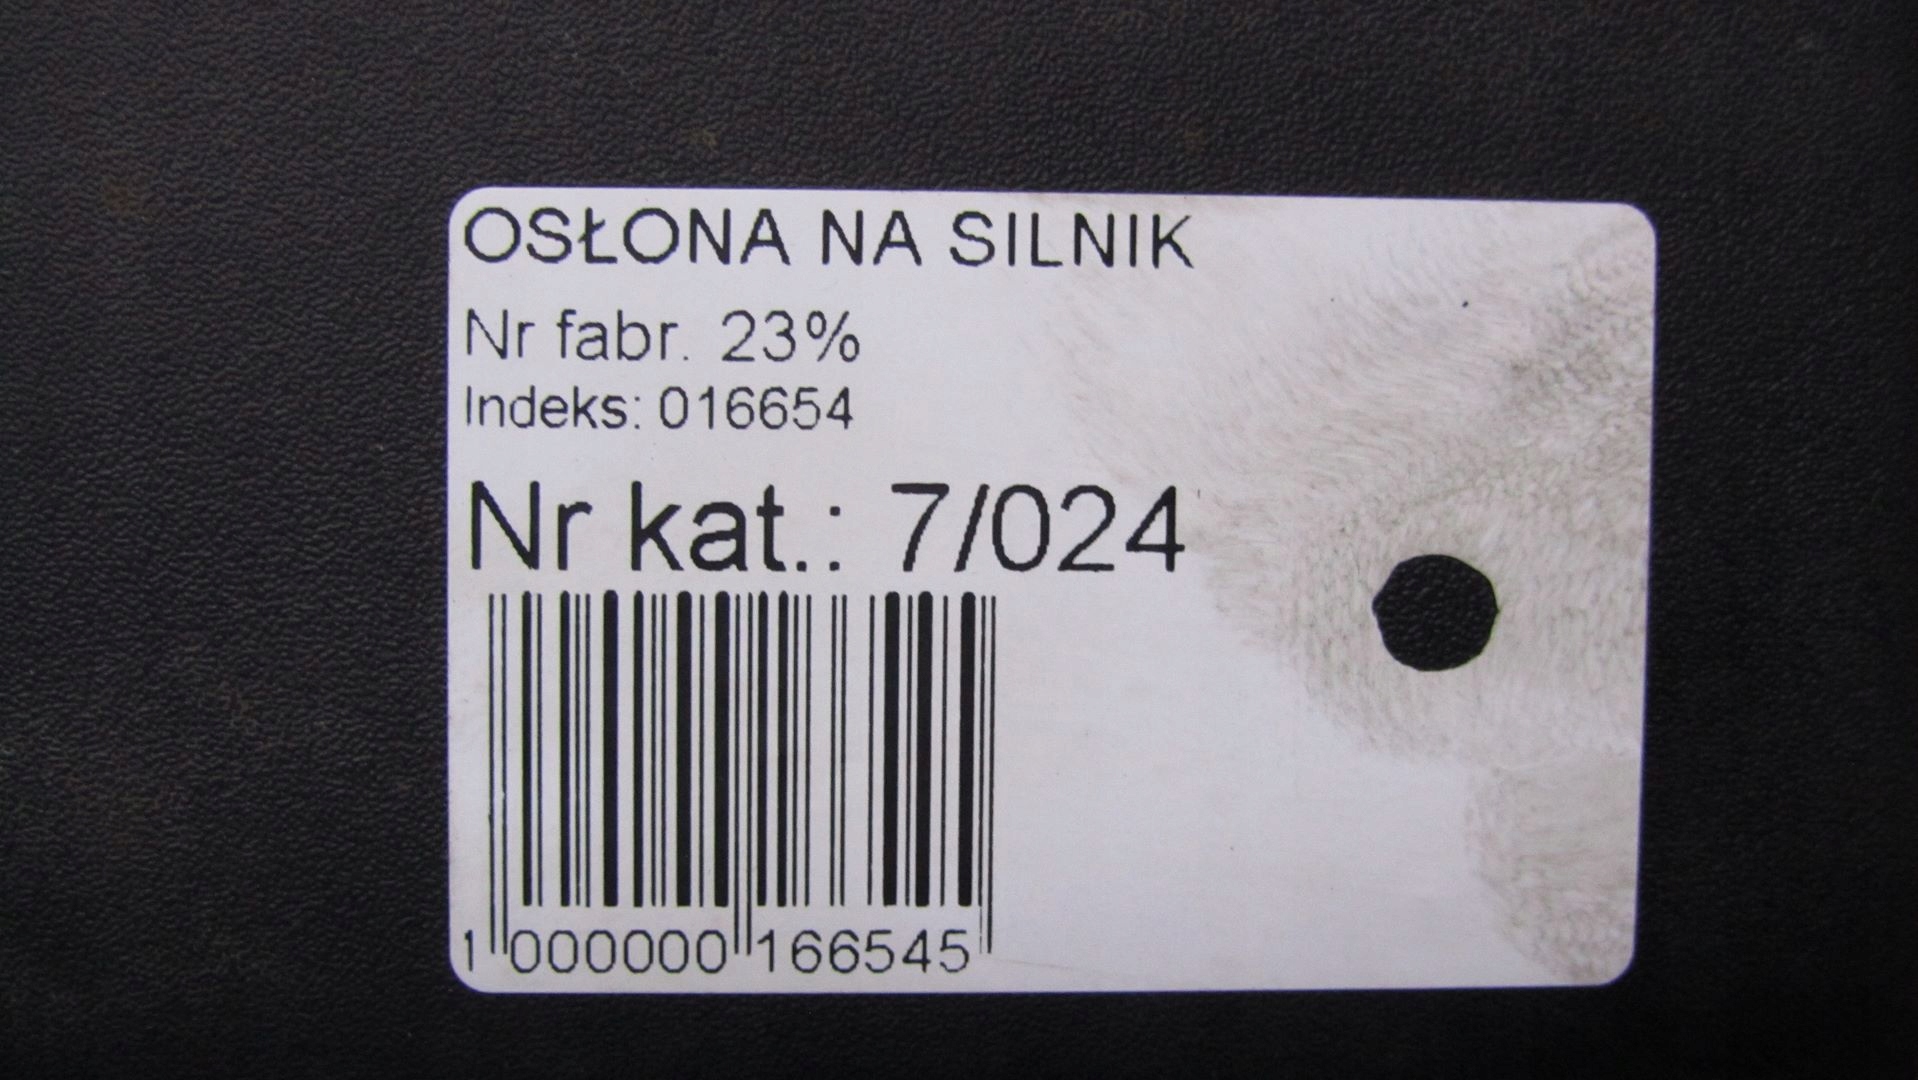 OSŁONA NA SILNIK
Nr fabr. 23%
Indeks: 016654
Nr kat.: 7/024
1 000000 166545